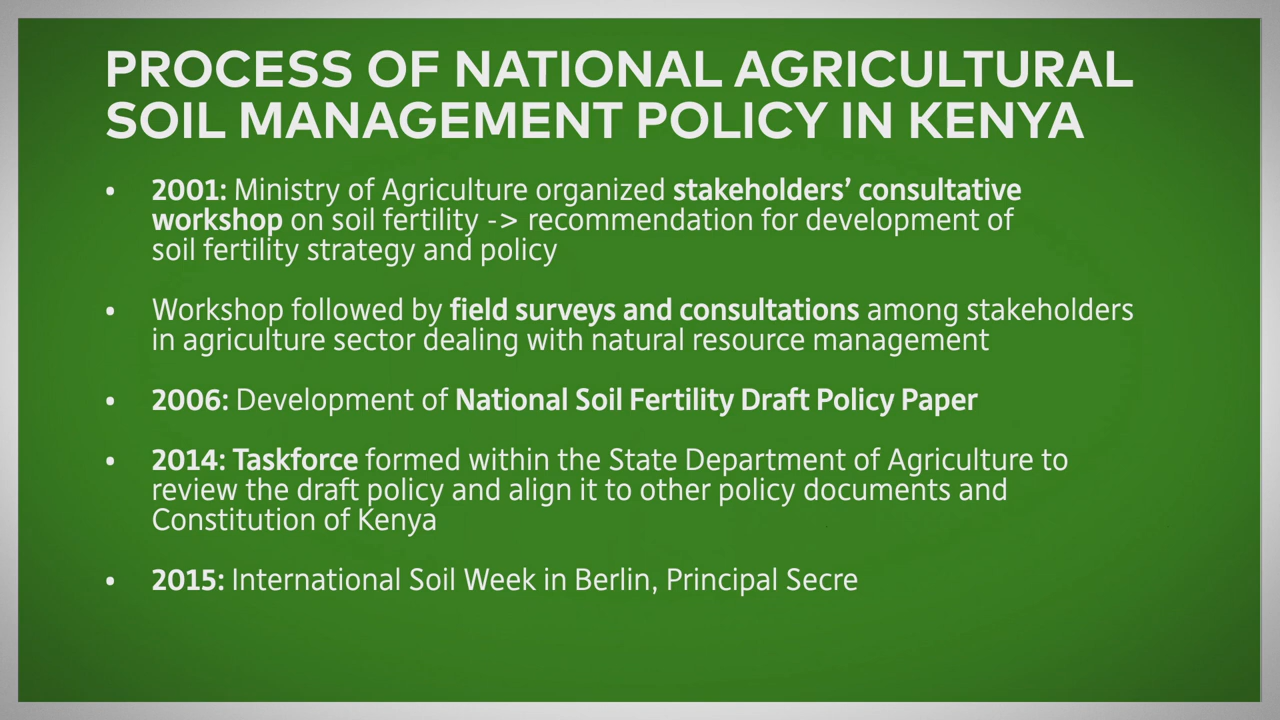 PROCESS OF NATIONAL AGRICULTURAL
SOIL MANAGEMENT POLICY IN KENYA
• 2001: Ministry of Agriculture organized stakeholders’ consultative
workshop on soil fertility -> recommendation for development of
soil fertility strategy and policy
• Workshop followed by field surveys and consultations among stakeholders
in agriculture sector dealing with natural resource management
• 2006: Development of National Soil Fertility Draft Policy Paper
• 2014: Taskforce formed within the State Department of Agriculture to
review the draft policy and align it to other policy documents and
Constitution of Kenya
• 2015: International Soil Week in Berlin, Principal Secre